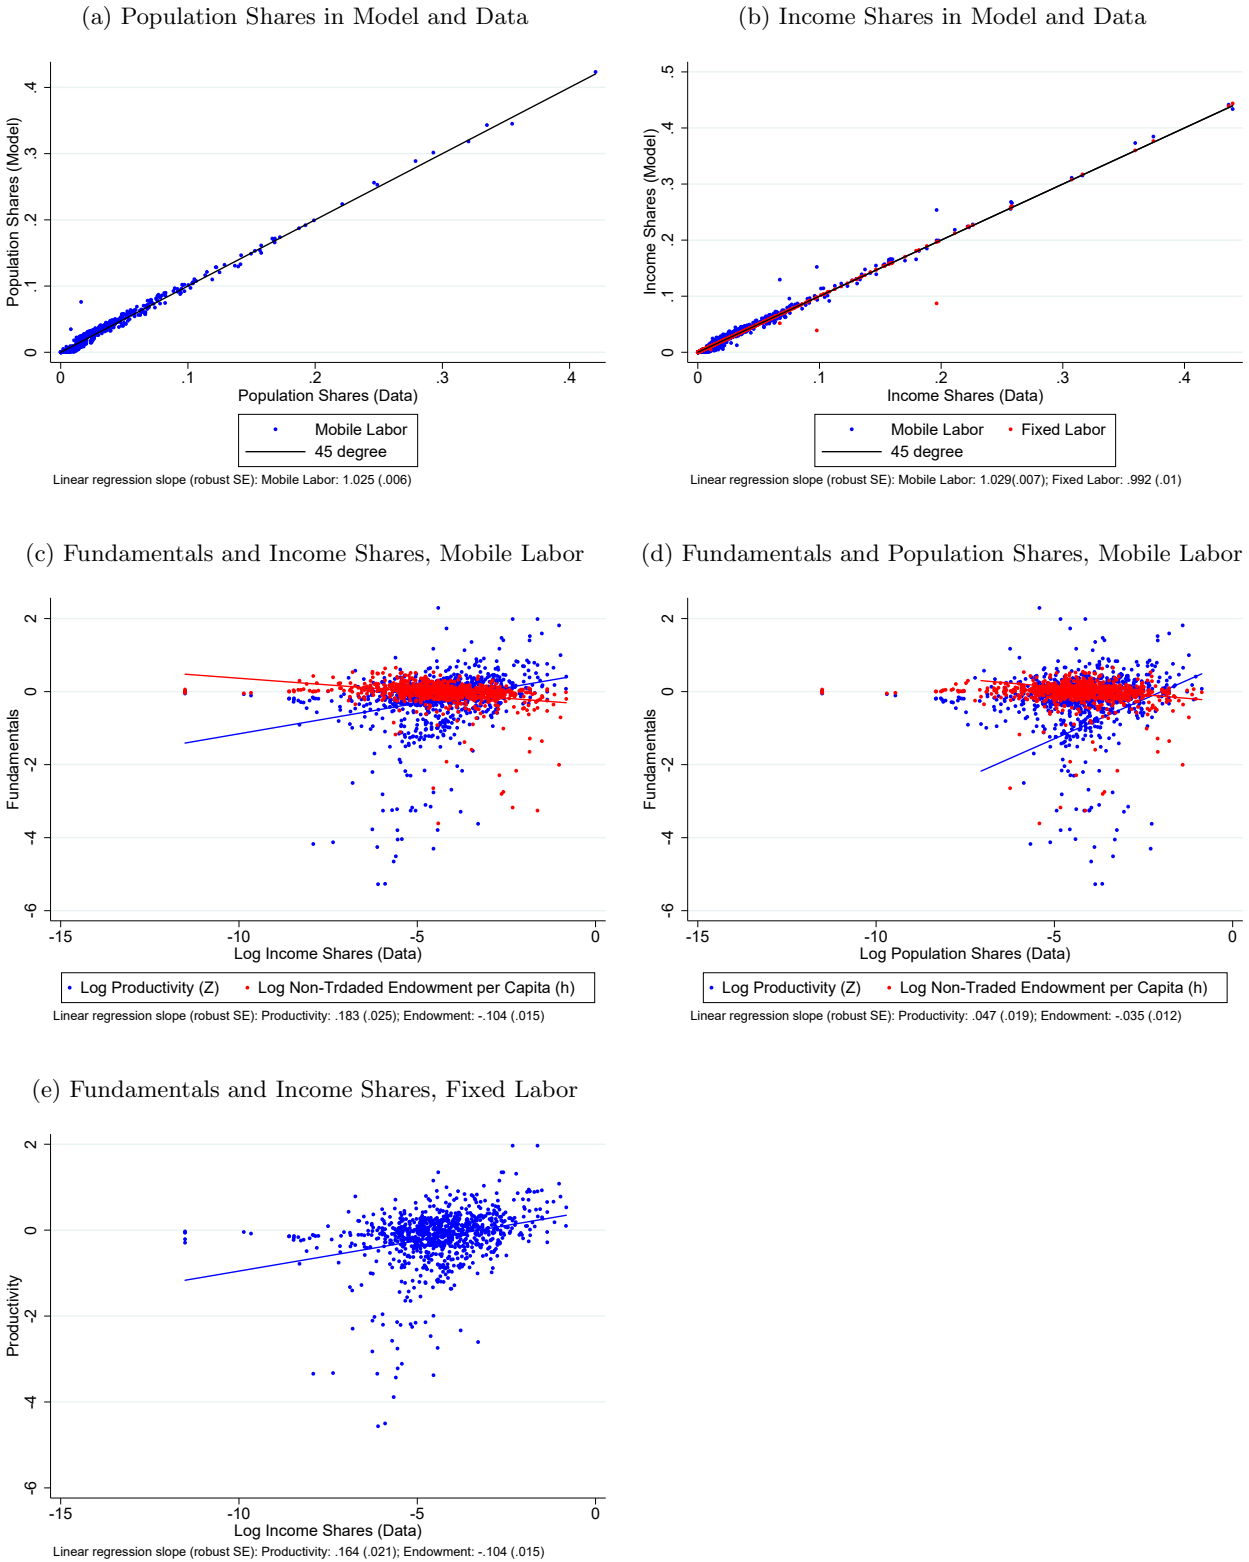 (a) Population Shares in Model and Data
Population Shares (Model)
.4
.3
.2
.1
0
0 .1 .2 .3 .4
Population Shares (Data)
Mobile Labor
45 degree
Linear regression slope (robust SE): Mobile Labor: 1.025 (.006)
(b) Income Shares in Model and Data
Income Shares (Model)
.5
.4
.3
.2
.1
0
0 .1 .2 .3 .4
Income Shares (Data)
Mobile Labor Fixed Labor
45 degree
Linear regression slope (robust SE): Mobile Labor: 1.029(.007); Fixed Labor: .992 (.01)
(c) Fundamentals and Income Shares, Mobile Labor
Fundamentals
2
0
-2
-4
-6
-15 -10 -5 0
Log Income Shares (Data)
Log Productivity (Z) Log Non-Trdaded Endowment per Capita (h)
Linear regression slope (robust SE): Productivity: .183 (.025); Endowment: -.104 (.015)
(d) Fundamentals and Population Shares, Mobile Labor
Fundamentals
2
0
-2
-4
-6
-15 -10 -5 0
Log Population Shares (Data)
Log Productivity (Z) Log Non-Trdaded Endowment per Capita (h)
Linear regression slope (robust SE): Productivity: .047 (.019); Endowment: -.035 (.012)
(e) Fundamentals and Income Shares, Fixed Labor
Productivity
2
0
-2
-4
-6
-15 -10 -5 0
Log Income Shares (Data)
Linear regression slope (robust SE): Productivity: .164 (.021); Endowment: -.104 (.015)